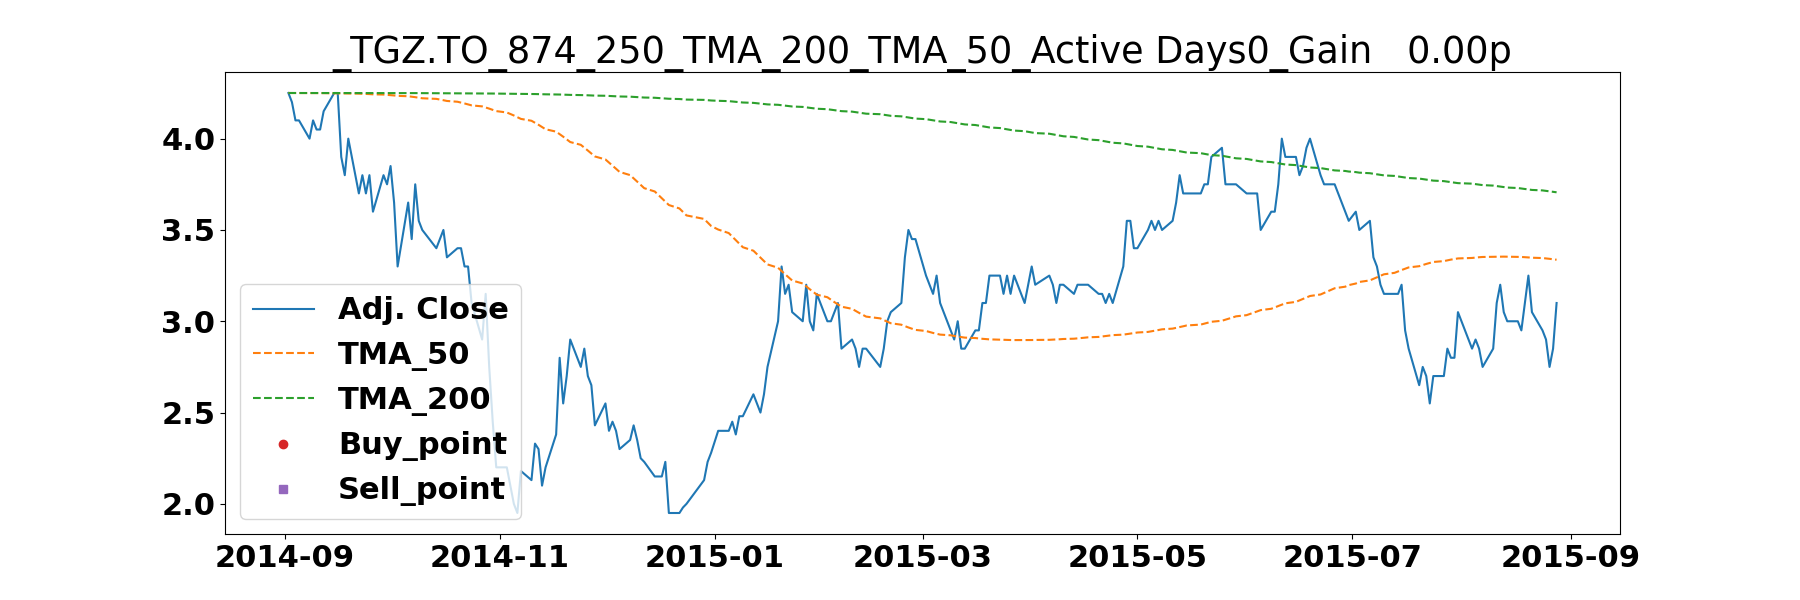 _TGZ.TO_874_250_TMA_200_TMA_50_Active Days0_Gain   0.00p
4.0
3.5
3.0
2.5
2.0
Adj. Close
TMA_50
TMA_200
Buy_point
Sell_point
2014-09
2014-11
2015-01
2015-03
2015-05
2015-07
2015-09